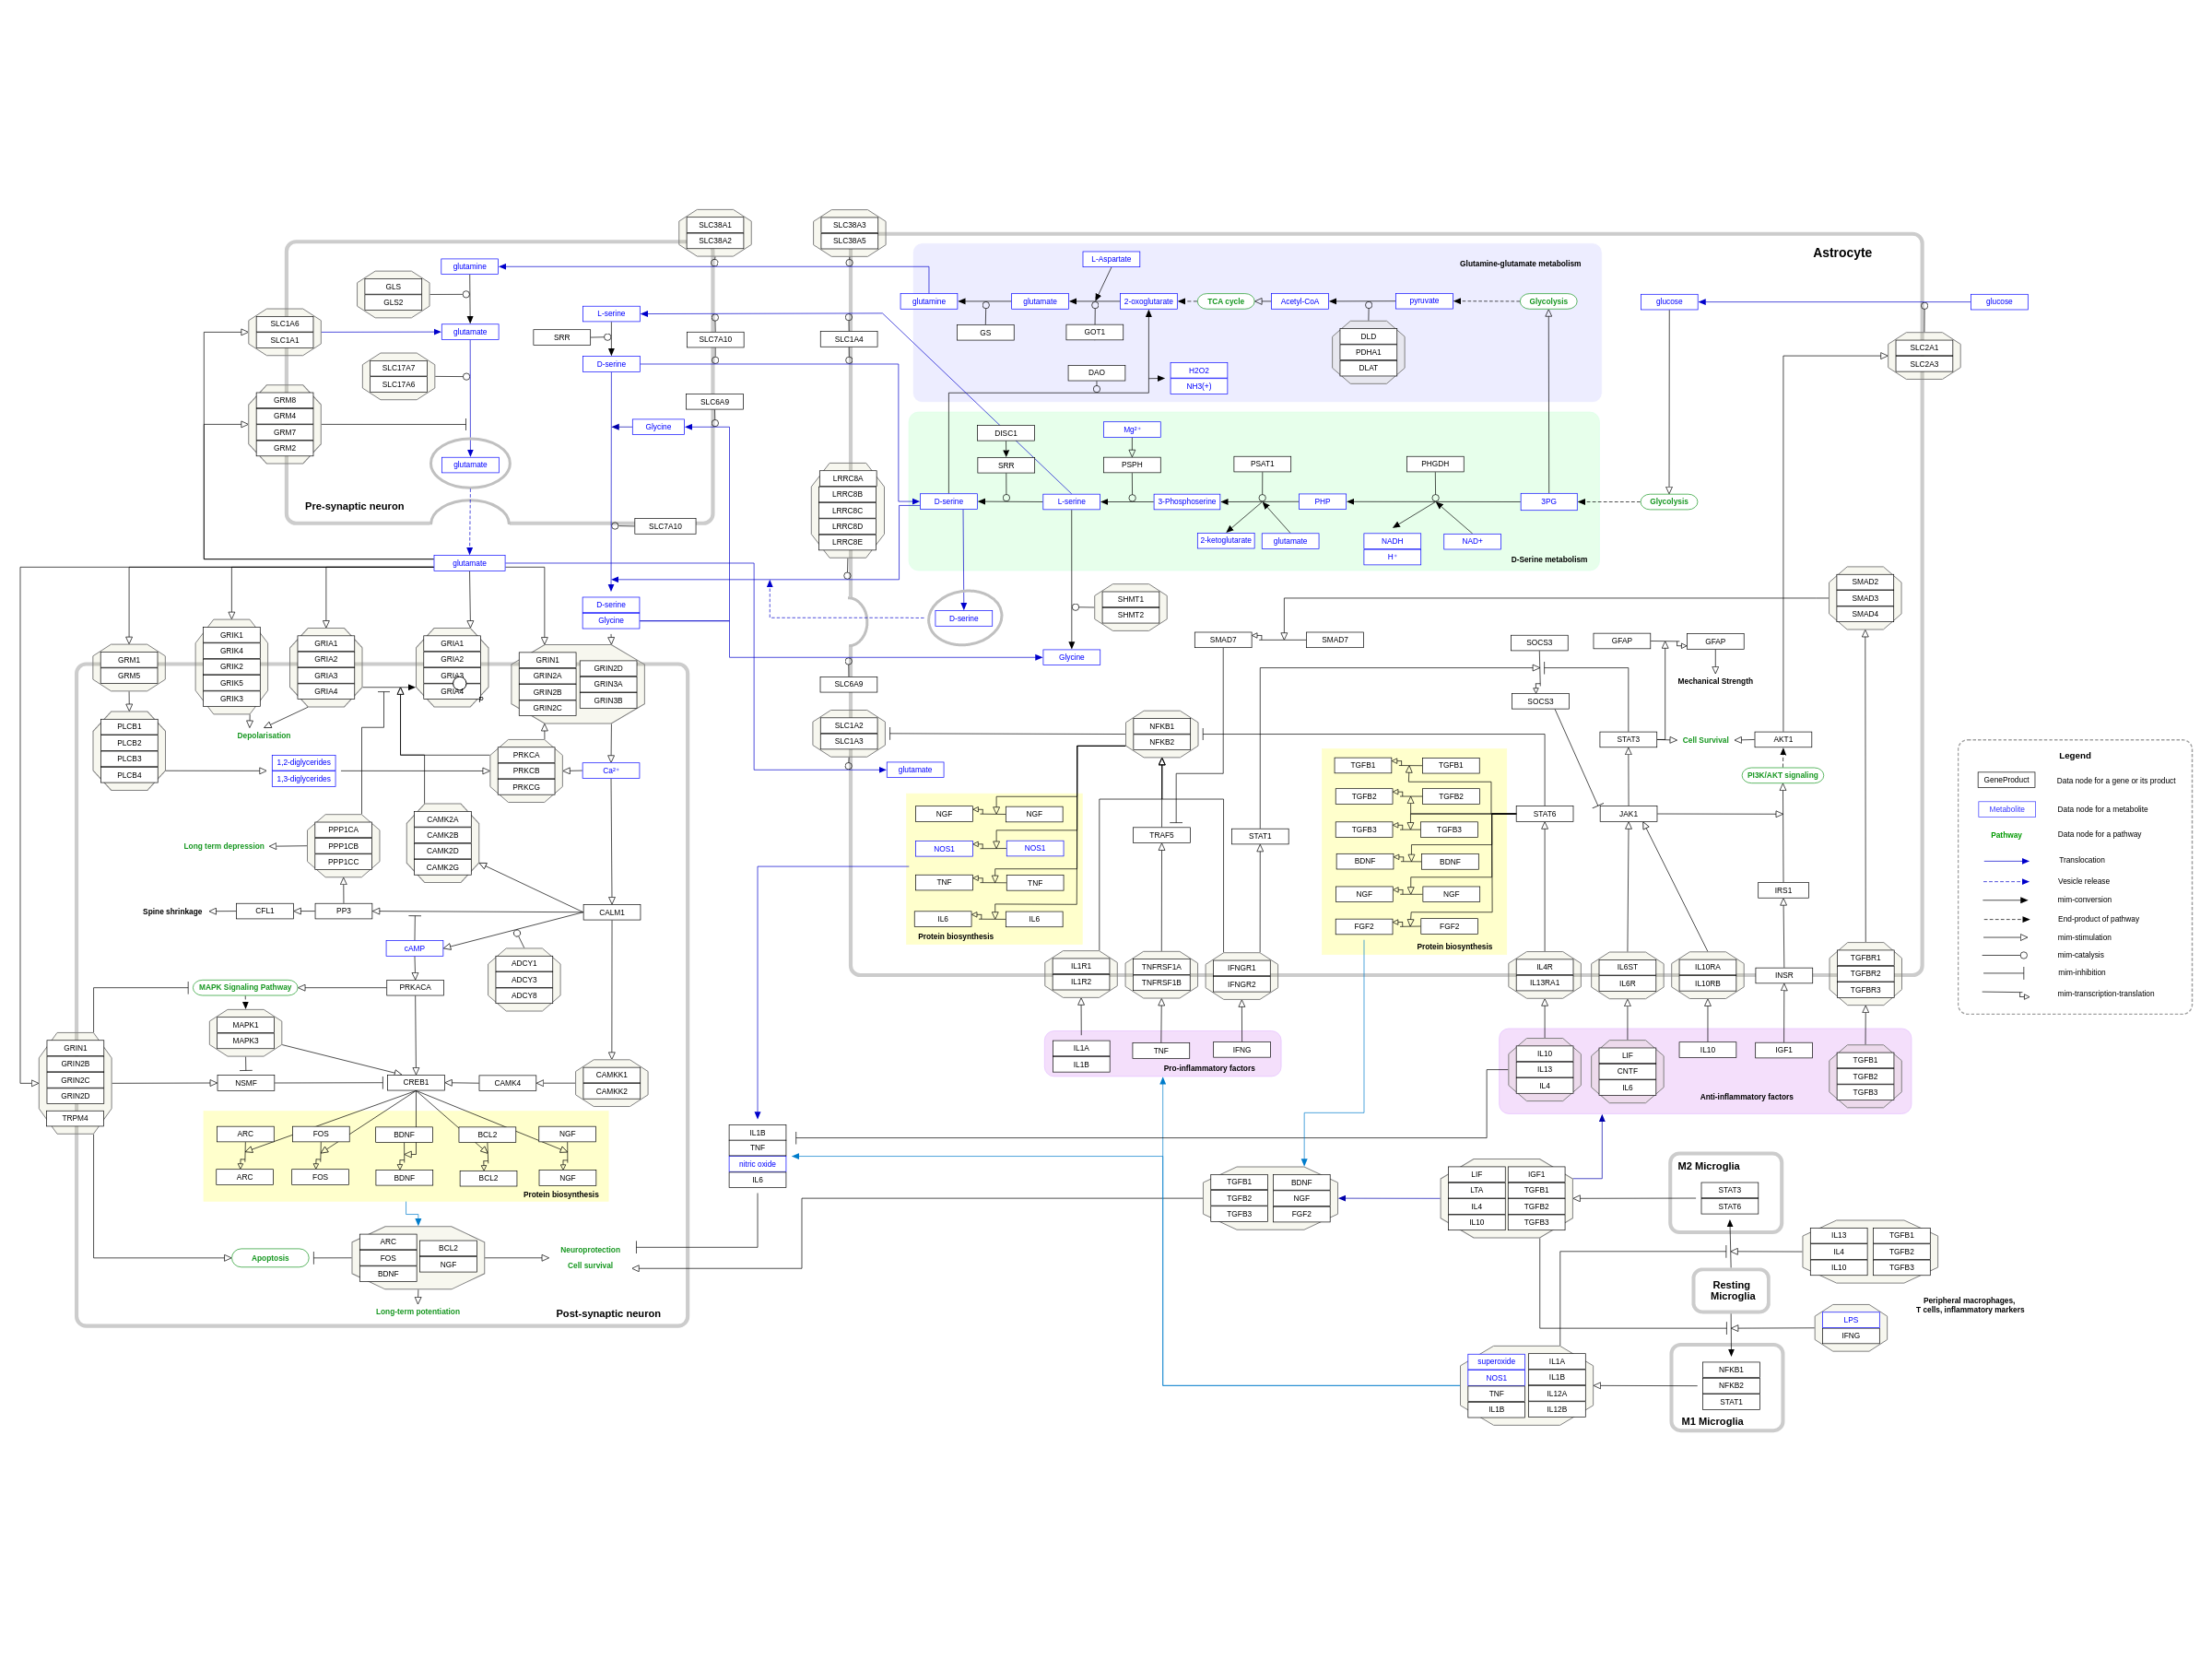 SLC38A1
SLC38A2
SLC38A3
SLC38A5
Astrocyte
glutamine
L-Aspartate
Glutamine-glutamate metabolism
GLS
GLS2
glutamine
glutamate
2-oxoglutarate
TCA cycle
Acetyl-CoA
pyruvate
Glycolysis
glucose
glucose
L-serine
SLC1A6
SLC1A1
glutamate
SRR
SLC7A10
SLC1A4
GS
GOT1
DLD
PDHA1
DLAT
SLC2A1
SLC2A3
D-serine
SLC17A7
SLC17A6
DAO
H2O2
NH3(+)
GRM8
GRM4
GRM7
GRM2
SLC6A9
Glycine
DISC1
Mg²⁺
glutamate
SRR
PSPH
PSAT1
PHGDH
LRRC8A
LRRC8B
LRRC8C
LRRC8D
LRRC8E
Pre-synaptic neuron
D-serine
L-serine
3-Phosphoserine
PHP
3PG
Glycolysis
SLC7A10
2-ketoglutarate
glutamate
NADH
H⁺
NAD+
D-Serine metabolism
glutamate
SMAD2
SMAD3
SMAD4
D-serine
Glycine
SHMT1
SHMT2
D-serine
GRIK1
GRIK4
GRIK2
GRIK5
GRIK3
GRIA1
GRIA2
GRIA3
GRIA4
GRIA1
GRIA2
GRIA3
GRIA4
P
SMAD7
SMAD7
SOCS3
GFAP
GFAP
GRM1
GRM5
GRIN1
GRIN2A
GRIN2B
GRIN2C
GRIN2D
GRIN3A
GRIN3B
Glycine
SLC6A9
Mechanical Strength
SOCS3
PLCB1
PLCB2
PLCB3
PLCB4
Depolarisation
SLC1A2
SLC1A3
NFKB1
NFKB2
STAT3
Cell Survival
AKT1
PRKCA
PRKCB
PRKCG
1,2-diglycerides
1,3-diglycerides
Ca²⁺
glutamate
TGFB1
TGFB1
PI3K/AKT signaling
Legend
GeneProduct
Data node for a gene or its product
Metabolite
Data node for a metabolite
Pathway
Data node for a pathway
Translocation
Vesicle release
mim-conversion
End-product of pathway
mim-stimulation
mim-catalysis
mim-inhibition
mim-transcription-translation
TGFB2
TGFB2
NGF
NGF
STAT6
JAK1
CAMK2A
CAMK2B
CAMK2D
CAMK2G
PPP1CA
PPP1CB
PPP1CC
Long term depression
TRAF5
STAT1
TGFB3
TGFB3
NOS1
NOS1
BDNF
BDNF
TNF
TNF
NGF
NGF
IRS1
Spine shrinkage
CFL1
PP3
CALM1
IL6
IL6
Protein biosynthesis
FGF2
FGF2
Protein biosynthesis
cAMP
ADCY1
ADCY3
ADCY8
IL1R1
IL1R2
TNFRSF1A
TNFRSF1B
IFNGR1
IFNGR2
IL4R
IL13RA1
IL6ST
IL6R
IL10RA
IL10RB
INSR
TGFBR1
TGFBR2
TGFBR3
MAPK Signaling Pathway
PRKACA
MAPK1
MAPK3
GRIN1
GRIN2B
GRIN2C
GRIN2D
TRPM4
IL1A
IL1B
TNF
IFNG
Pro-inflammatory factors
IL10
IL13
IL4
LIF
CNTF
IL6
IL10
IGF1
TGFB1
TGFB2
TGFB3
Anti-inflammatory factors
NSMF
CREB1
CAMK4
CAMKK1
CAMKK2
ARC
FOS
BDNF
BCL2
NGF
ARC
FOS
BDNF
BCL2
NGF
Protein biosynthesis
IL1B
TNF
nitric oxide
IL6
M2 Microglia
STAT3
STAT6
TGFB1
TGFB2
TGFB3
BDNF
NGF
FGF2
LIF
LTA
IL4
IL10
IGF1
TGFB1
TGFB2
TGFB3
ARC
FOS
BDNF
BCL2
NGF
Apoptosis
Neuroprotection
Cell survival
IL13
IL4
IL10
TGFB1
TGFB2
TGFB3
Resting
Microglia
Long-term potentiation
Post-synaptic neuron
Peripheral macrophages,
T cells, inflammatory markers
LPS
IFNG
superoxide
NOS1
TNF
IL1B
IL1A
IL1B
IL12A
IL12B
NFKB1
NFKB2
STAT1
M1 Microglia